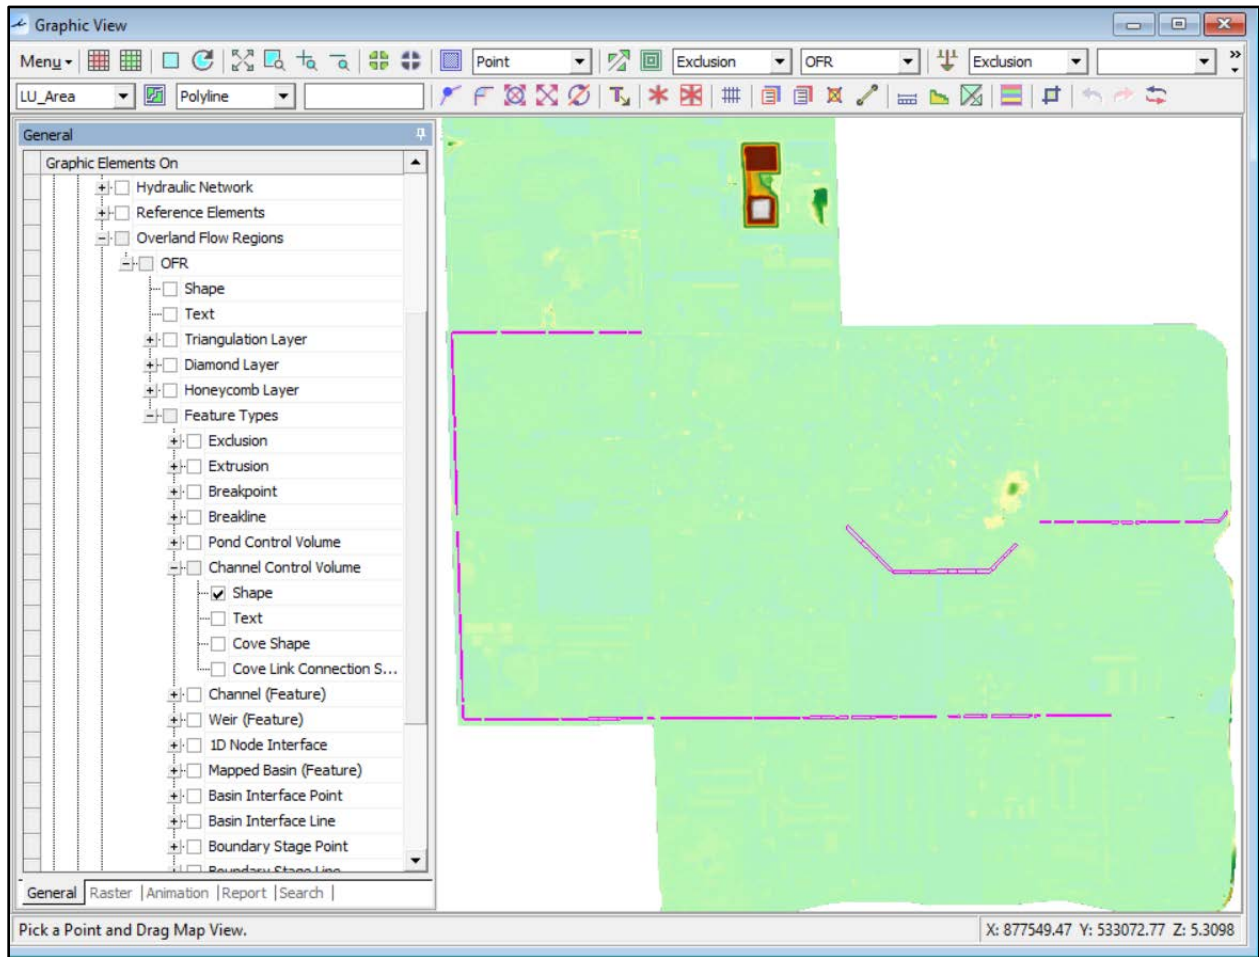 Graphic View
Menu Point Exclusion OFR Exclusion
LU_Area Polyline
General
Graphic Elements On
Hydraulic Network
Reference Elements
Overland Flow Regions
OFR
Shape
Text
Triangulation Layer
Diamond Layer
Honeycomb Layer
Feature Types
Exclusion
Extrusion
Breakpoint
Breakline
Pond Control Volume
Channel Control Volume
Shape
Text
Cove Shape
Cove Link Connection S...
Channel (Feature)
Weir (Feature)
1D Node Interface
Mapped Basin (Feature)
Basin Interface Point
Basin Interface Line
Boundary Stage Point
Boundary Stage Line
General Raster Animation Report Search
Pick a Point and Drag Map View. X: 877549.47 Y: 533072.77 Z: 5.3098